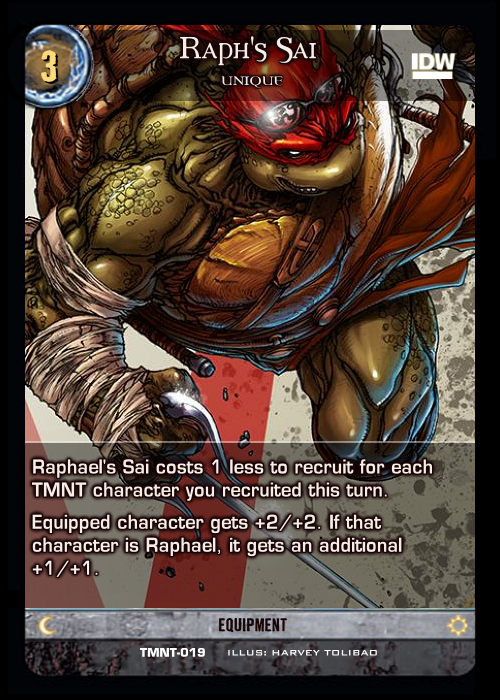 3
Raph's Sai
UNIQUE
IDW
Raphael's Sai costs 1 less to recruit for each
TMNT character you recruited this turn.
Equipped character gets +2/+2. If that
character is Raphael, it gets an additional
+1/+1.
EQUIPMENT
TMNT-019 ILLUS: HARVEY TOLIBAO